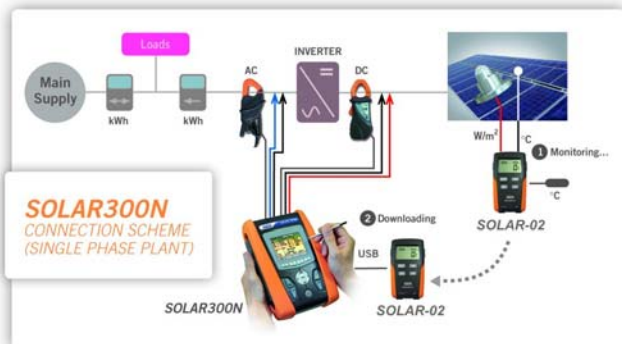 Loads
INVERTER
Main
Supply
AC
DC
kWh
kWh
W/m²
°C
1 Monitoring...
°C
SOLAR-02
SOLAR300N
CONNECTION SCHEME
(SINGLE PHASE PLANT)
2 Downloading
USB
SOLAR300N
SOLAR-02